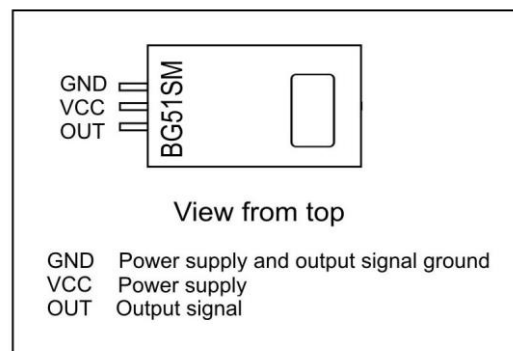 GND
VCC
OUT
BG51SM
View from top
GND Power supply and output signal ground
VCC Power supply
OUT Output signal